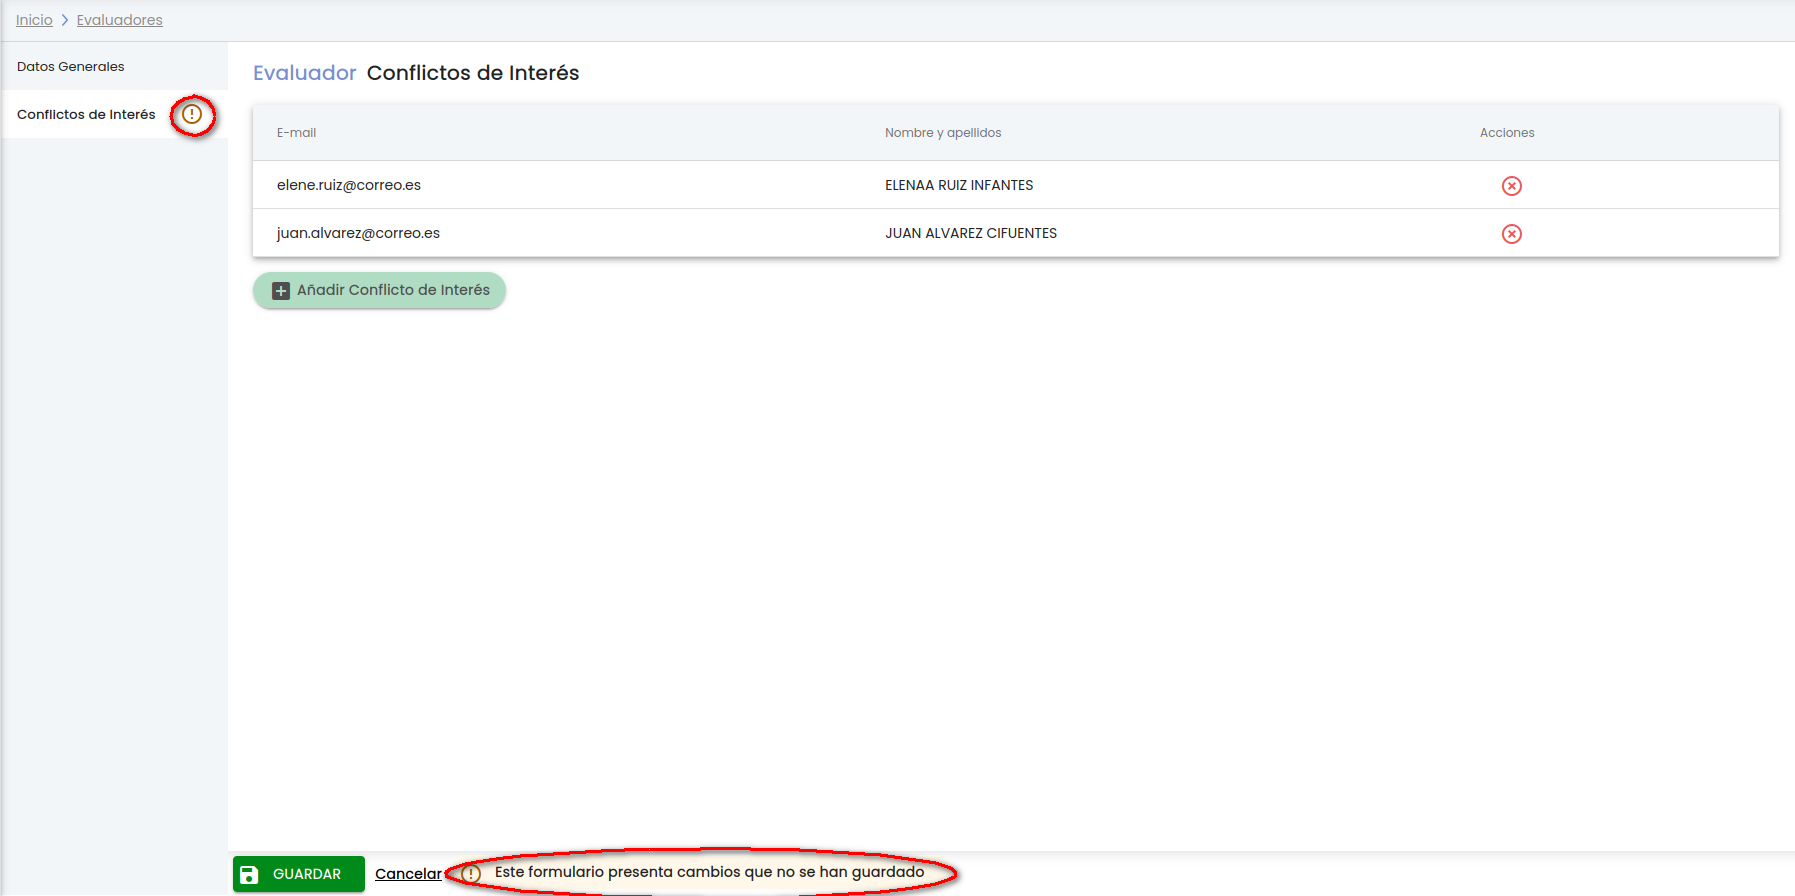 Inicio > Evaluadores
Datos Generales
Conflictos de Interés
Evaluador Conflictos de Interés
E-mail Nombre y apellidos Acciones
elene.ruiz@correo.es ELENAA RUIZ INFANTES
juan.alvarez@correo.es JUAN ALVAREZ CIFUENTES
Añadir Conflicto de Interés
GUARDAR Cancelar Este formulario presenta cambios que no se han guardado